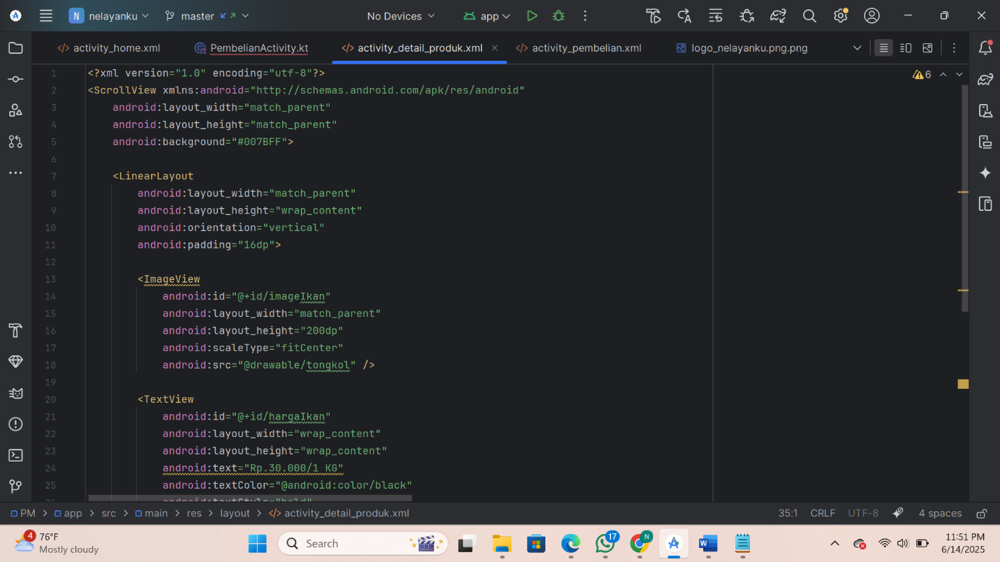 N nelayanku master No Devices app
activity_home.xml PembelianActivity.kt activity_detail_produk.xml activity_pembelian.xml logo_nelayanku.png.png
1 <?xml version="1.0" encoding="utf-8"?> 6
2 <ScrollView xmlns:android="http://schemas.android.com/apk/res/android"
3 android:layout_width="match_parent"
4 android:layout_height="match_parent"
5 android:background="#007BFF">
6
7 <LinearLayout
8 android:layout_width="match_parent"
9 android:layout_height="wrap_content"
10 android:orientation="vertical"
11 android:padding="16dp">
12
13 <ImageView
14 android:id="@+id/imageIkan"
15 android:layout_width="match_parent"
16 android:layout_height="200dp"
17 android:scaleType="fitCenter"
18 android:src="@drawable/tongkol" />
19
20 <TextView
21 android:id="@+id/hargaIkan"
22 android:layout_width="wrap_content"
23 android:layout_height="wrap_content"
24 android:text="Rp.30.000/1 KG"
25 android:textColor="@android:color/black"
26 android:textStyle="bold"
PM > app > src > main > res > layout > activity_detail_produk.xml 35:1 CRLF UTF-8 4 spaces
4 76°F
Mostly cloudy
Search
17
N
W
11:51 PM
6/14/2025